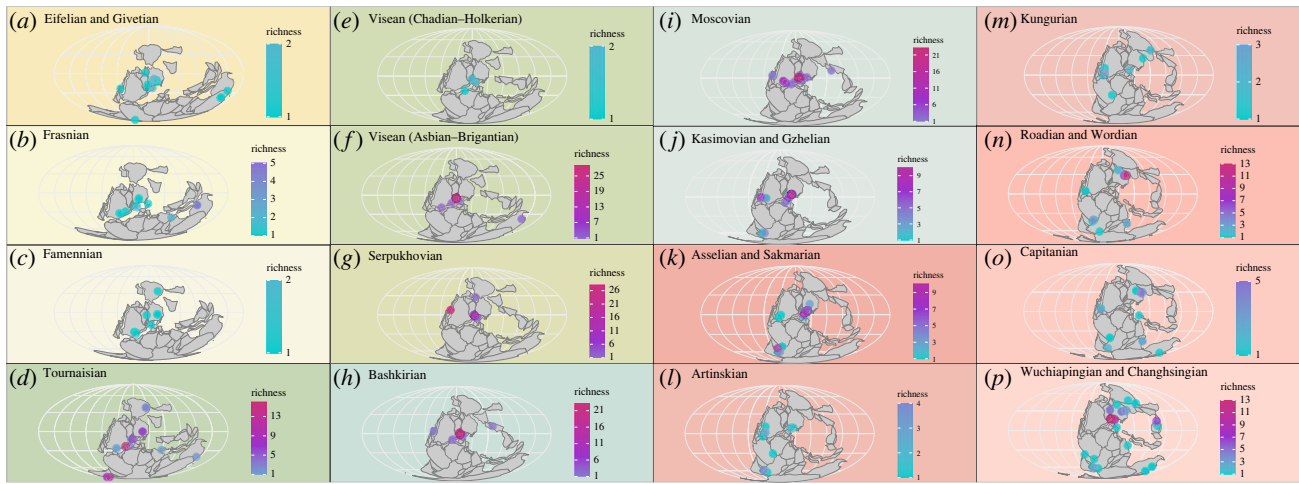 (a) Eifelian and Givetian
richness
2
1
(b) Frasnian
richness
5
4
3
2
1
(c) Famennian
richness
2
1
(d) Tournaisian
richness
13
9
5
1
(e) Visean (Chadian–Holkerian)
richness
2
1
(f) Visean (Asbian–Brigantian)
richness
25
19
13
7
1
(g) Serpukhovian
richness
26
21
16
11
6
1
(h) Bashkirian
richness
21
16
11
6
1
(i) Moscovian
richness
21
16
11
6
1
(j) Kasimovian and Gzhelian
richness
9
7
5
3
1
(k) Asselian and Sakmarian
richness
9
7
5
3
1
(l) Artinskian
richness
4
3
2
1
(m) Kungurian
richness
3
2
1
(n) Roadian and Wordian
richness
13
11
9
7
5
3
1
(o) Capitanian
richness
5
1
(p) Wuchiapingian and Changhsingian
richness
13
11
9
7
5
3
1